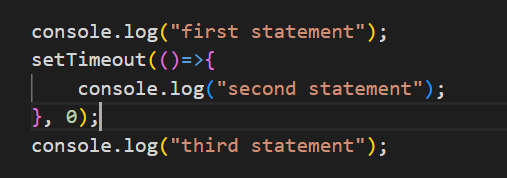 console.log("first statement");
setTimeout(()=>{
    console.log("second statement");
}, 0);
console.log("third statement");